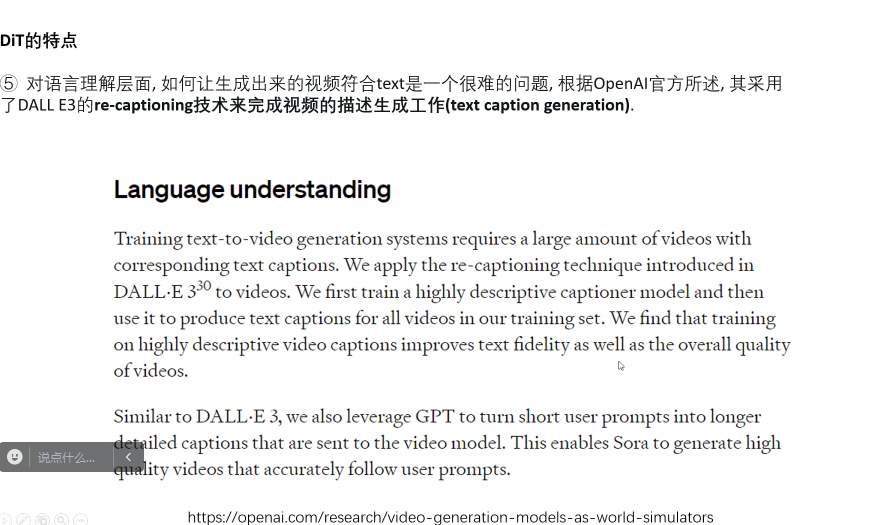 DiT的特点
⑤ 对语言理解层面, 如何让生成出来的视频符合text是一个很难的问题, 根据OpenAI官方所述, 其采用
了DALL E3的re-captioning技术来完成视频的描述生成工作(text caption generation).
Language understanding
Training text-to-video generation systems requires a large amount of videos with
corresponding text captions. We apply the re-captioning technique introduced in
DALL·E 3³⁰ to videos. We first train a highly descriptive captioner model and then
use it to produce text captions for all videos in our training set. We find that training
on highly descriptive video captions improves text fidelity as well as the overall quality
of videos.
Similar to DALL·E 3, we also leverage GPT to turn short user prompts into longer
detailed captions that are sent to the video model. This enables Sora to generate high
说点什么...
quality videos that accurately follow user prompts.
https://openai.com/research/video-generation-models-as-world-simulators